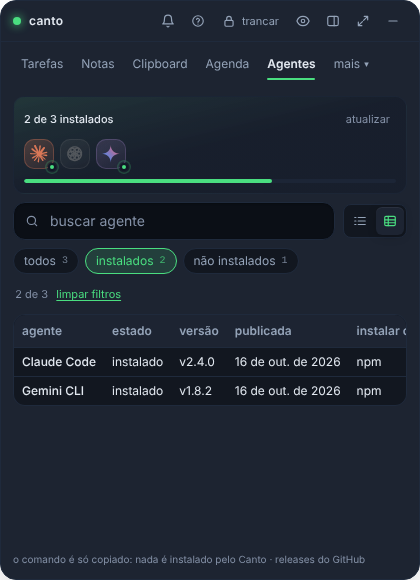 canto trancar
Tarefas Notas Clipboard Agenda Agentes mais
2 de 3 instalados atualizar
buscar agente
todos 3 instalados 2 não instalados 1
2 de 3 limpar filtros
agente estado versão publicada instalar
Claude Code instalado v2.4.0 16 de out. de 2026 npm
Gemini CLI instalado v1.8.2 16 de out. de 2026 npm
o comando é só copiado: nada é instalado pelo Canto · releases do GitHub